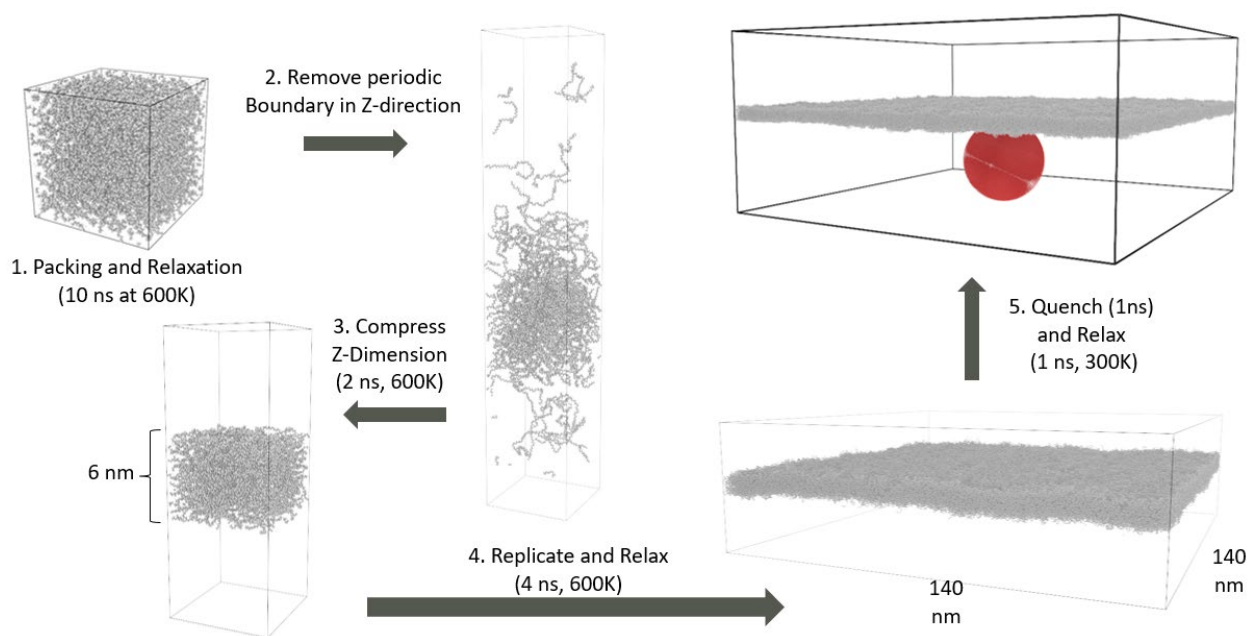 2. Remove periodic
Boundary in Z-direction
1. Packing and Relaxation
(10 ns at 600K)
3. Compress
Z-Dimension
(2 ns, 600K)
6 nm
4. Replicate and Relax
(4 ns, 600K)
5. Quench (1ns)
and Relax
(1 ns, 300K)
140
nm
140
nm